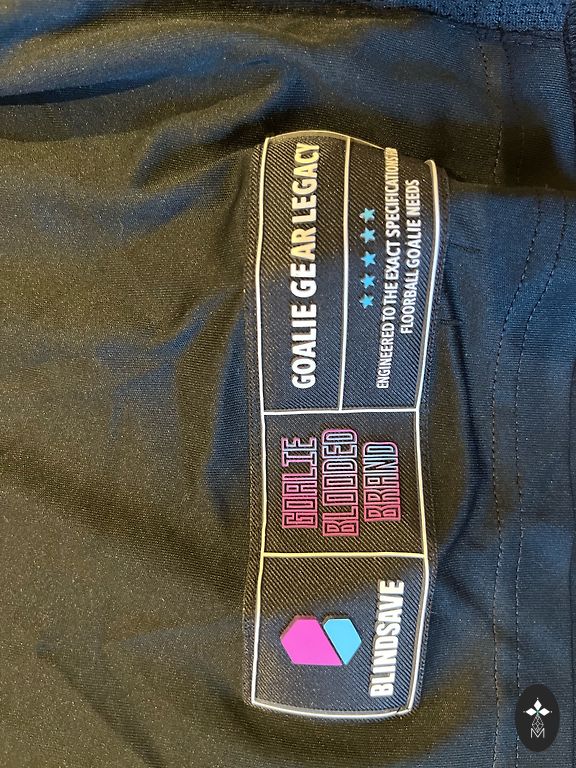 BLINDSAVE
GOALIE
BLOODED
BRAND
GOALIE GEAR LEGACY
ENGINEERED TO THE EXACT SPECIFICATIONS OF
FLOORBALL GOALIE NEEDS
M